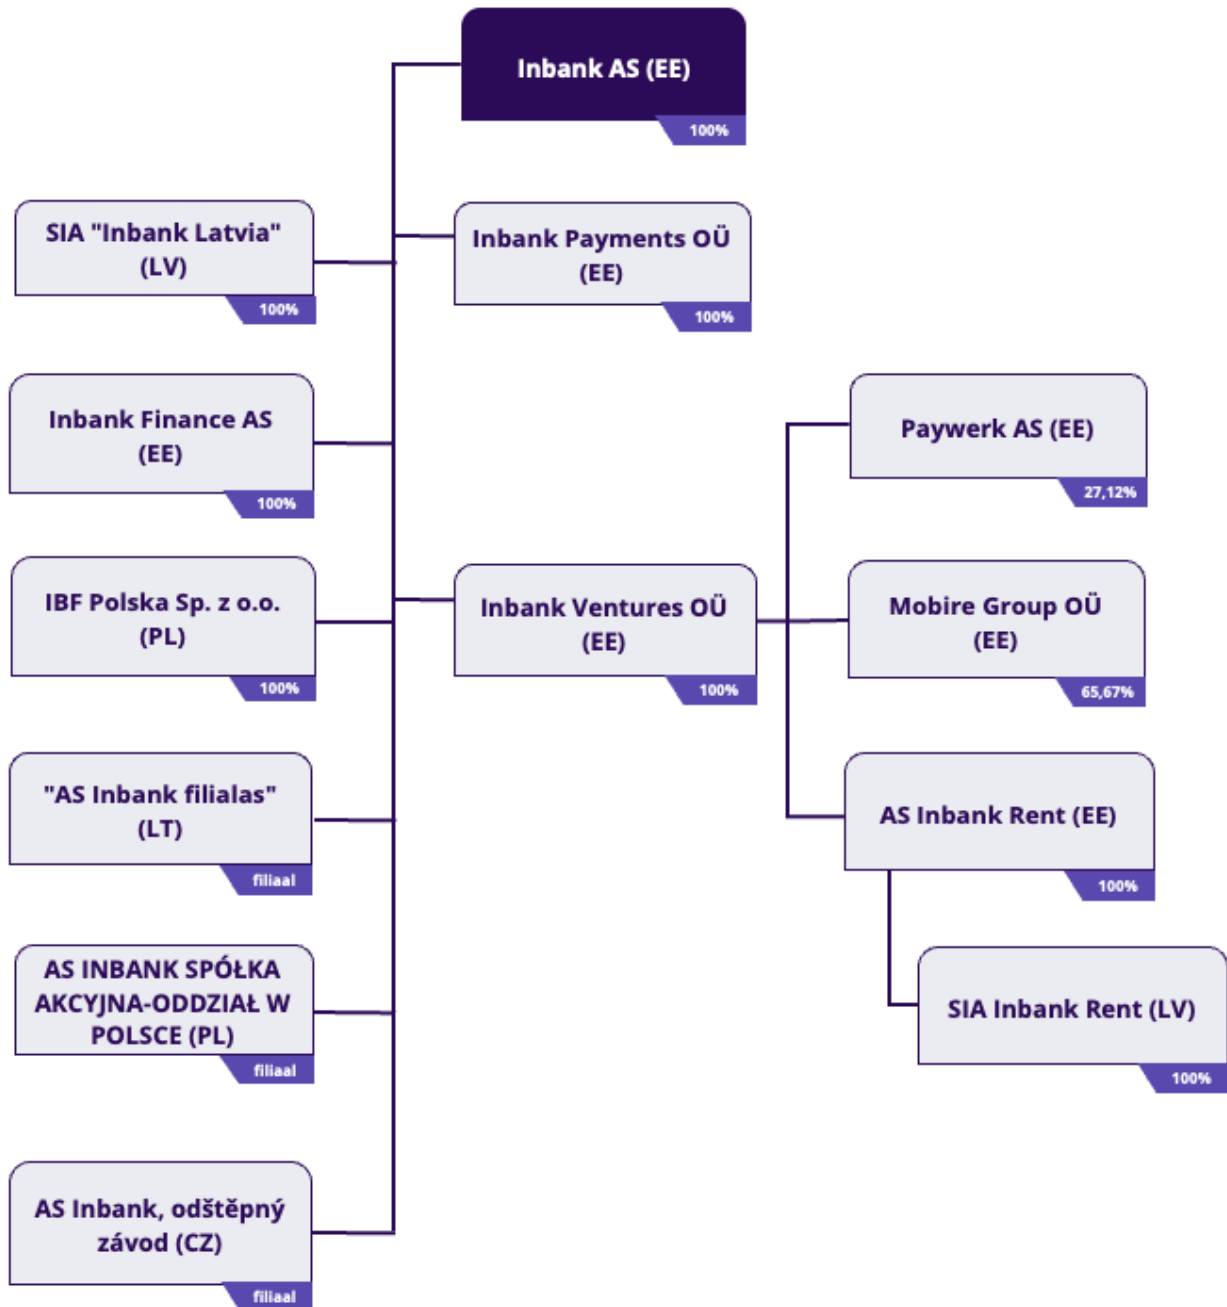 Inbank AS (EE)
100%
SIA "Inbank Latvia"
(LV)
100%
Inbank Payments OÜ
(EE)
100%
Inbank Finance AS
(EE)
100%
Paywerk AS (EE)
27,12%
IBF Polska Sp. z o.o.
(PL)
100%
Inbank Ventures OÜ
(EE)
100%
Mobire Group OÜ
(EE)
65,67%
"AS Inbank filialas"
(LT)
filiaal
AS Inbank Rent (EE)
100%
AS INBANK SPÓŁKA
AKCYJNA-ODDZIAŁ W
POLSCE (PL)
filiaal
SIA Inbank Rent (LV)
100%
AS Inbank, odštěpný
závod (CZ)
filiaal